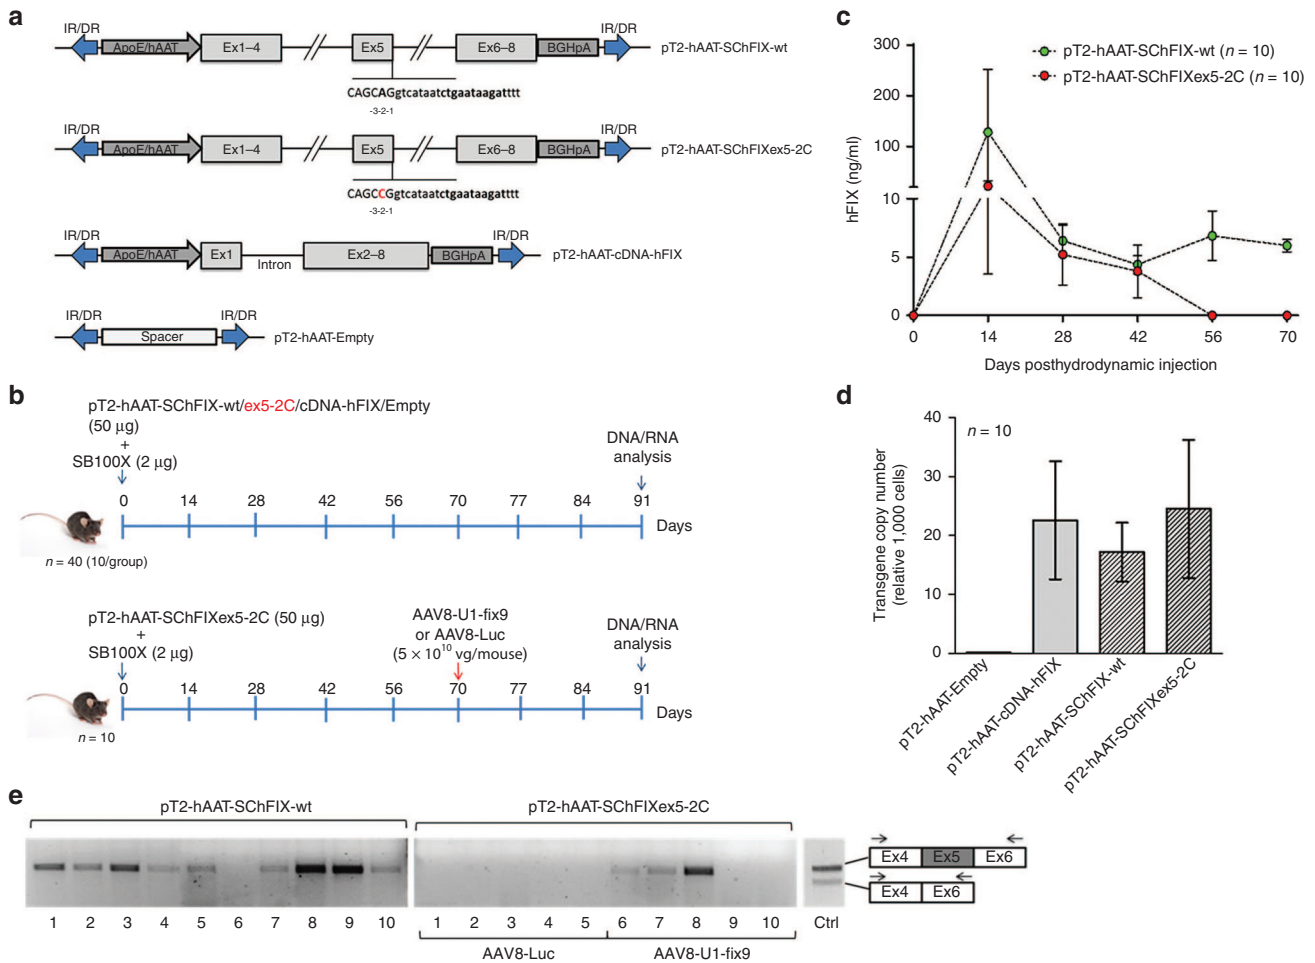 a
IR/DR IR/DR
ApoE/hAAT Ex1–4 Ex5 Ex6–8 BGHpA pT2-hAAT-SChFIX-wt
CAGCAGgtcataatctgaataagatttt
-3-2-1
IR/DR IR/DR
ApoE/hAAT Ex1–4 Ex5 Ex6–8 BGHpA pT2-hAAT-SChFIXex5-2C
CAGCCGgtcataatctgaataagatttt
-3-2-1
IR/DR IR/DR
ApoE/hAAT Ex1 Intron Ex2–8 BGHpA pT2-hAAT-cDNA-hFIX
IR/DR IR/DR
Spacer pT2-hAAT-Empty
b
pT2-hAAT-SChFIX-wt/ex5-2C/cDNA-hFIX/Empty
(50 µg)
+
SB100X (2 µg)
DNA/RNA
analysis
0 14 28 42 56 70 77 84 91
Days
n = 40 (10/group)
pT2-hAAT-SChFIXex5-2C (50 µg)
+
SB100X (2 µg)
AAV8-U1-fix9
or AAV8-Luc
(5 × 10^10 vg/mouse)
DNA/RNA
analysis
0 14 28 42 56 70 77 84 91
Days
n = 10
c
pT2-hAAT-SChFIX-wt (n = 10)
pT2-hAAT-SChFIXex5-2C (n = 10)
hFIX (ng/ml)
300
200
100
10
5
0
0 14 28 42 56 70
Days posthydrodynamic injection
d
n = 10
Transgene copy number
(relative 1,000 cells)
40
30
20
10
0
pT2-hAAT-Empty
pT2-hAAT-cDNA-hFIX
pT2-hAAT-SChFIX-wt
pT2-hAAT-SChFIXex5-2C
e
pT2-hAAT-SChFIX-wt pT2-hAAT-SChFIXex5-2C
Ex4 Ex5 Ex6
Ex4 Ex6
1 2 3 4 5 6 7 8 9 10 1 2 3 4 5 6 7 8 9 10 Ctrl
AAV8-Luc AAV8-U1-fix9